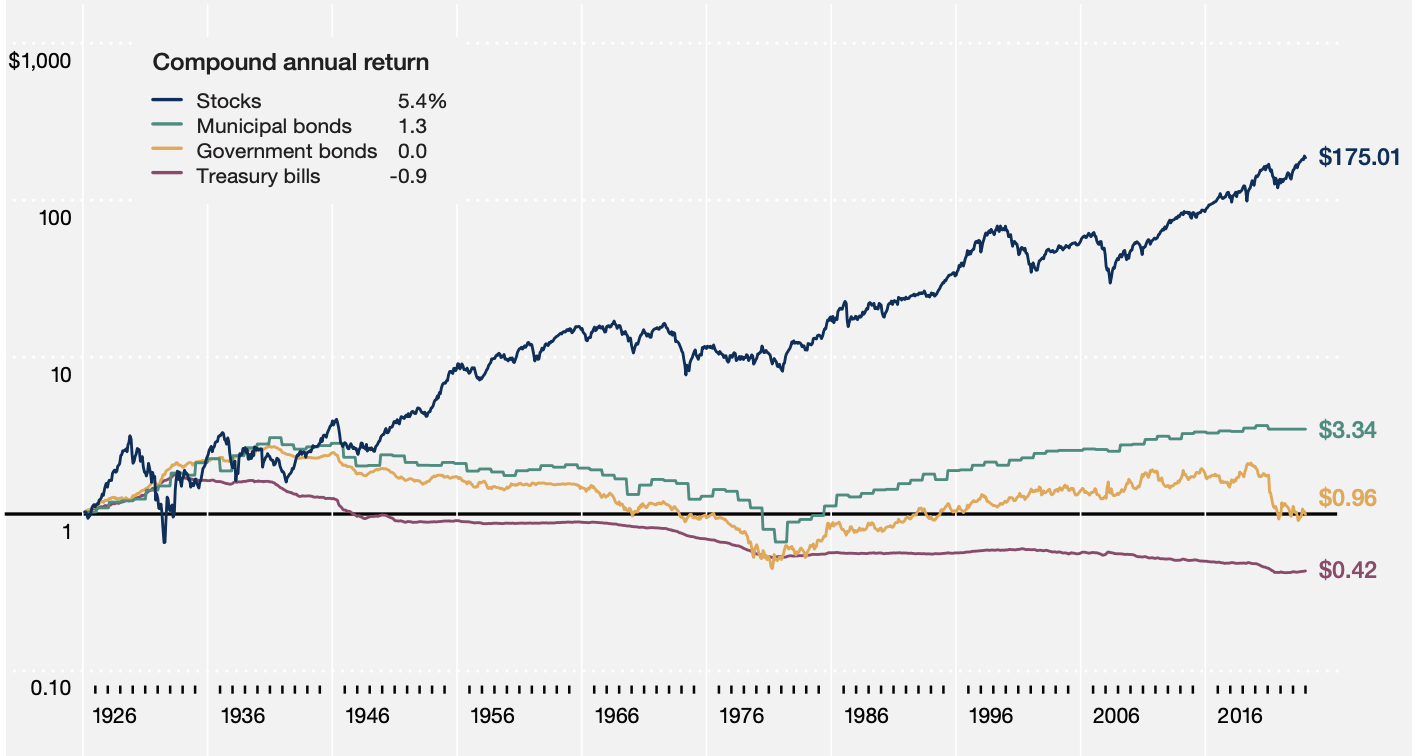 $1,000
Compound annual return
Stocks 5.4%
Municipal bonds 1.3
Government bonds 0.0
Treasury bills -0.9
$175.01
100
10
$3.34
$0.96
1
$0.42
0.10
1926 1936 1946 1956 1966 1976 1986 1996 2006 2016